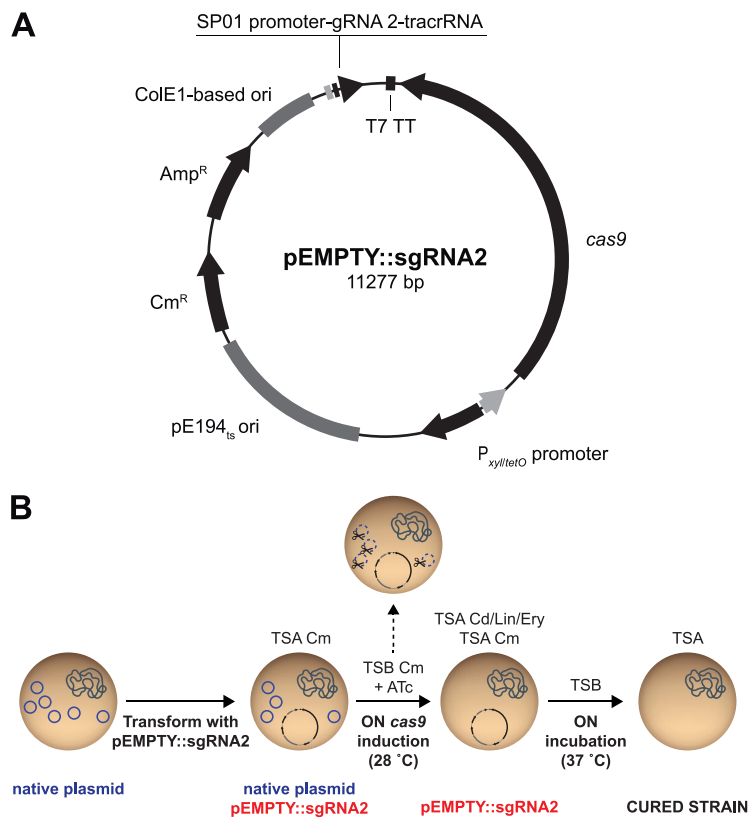 A
SP01 promoter-gRNA 2-tracrRNA
ColE1-based ori
T7 TT
AmpR
cas9
pEMPTY::sgRNA2
11277 bp
CmR
pE194ts ori
Pxyl/tetO promoter
B
TSA Cm
TSB Cm
+ ATc
TSA Cd/Lin/Ery
TSA Cm
TSB
TSA
Transform with
pEMPTY::sgRNA2
ON cas9
induction
(28 ˚C)
ON
incubation
(37 ˚C)
native plasmid
native plasmid
pEMPTY::sgRNA2
pEMPTY::sgRNA2
CURED STRAIN